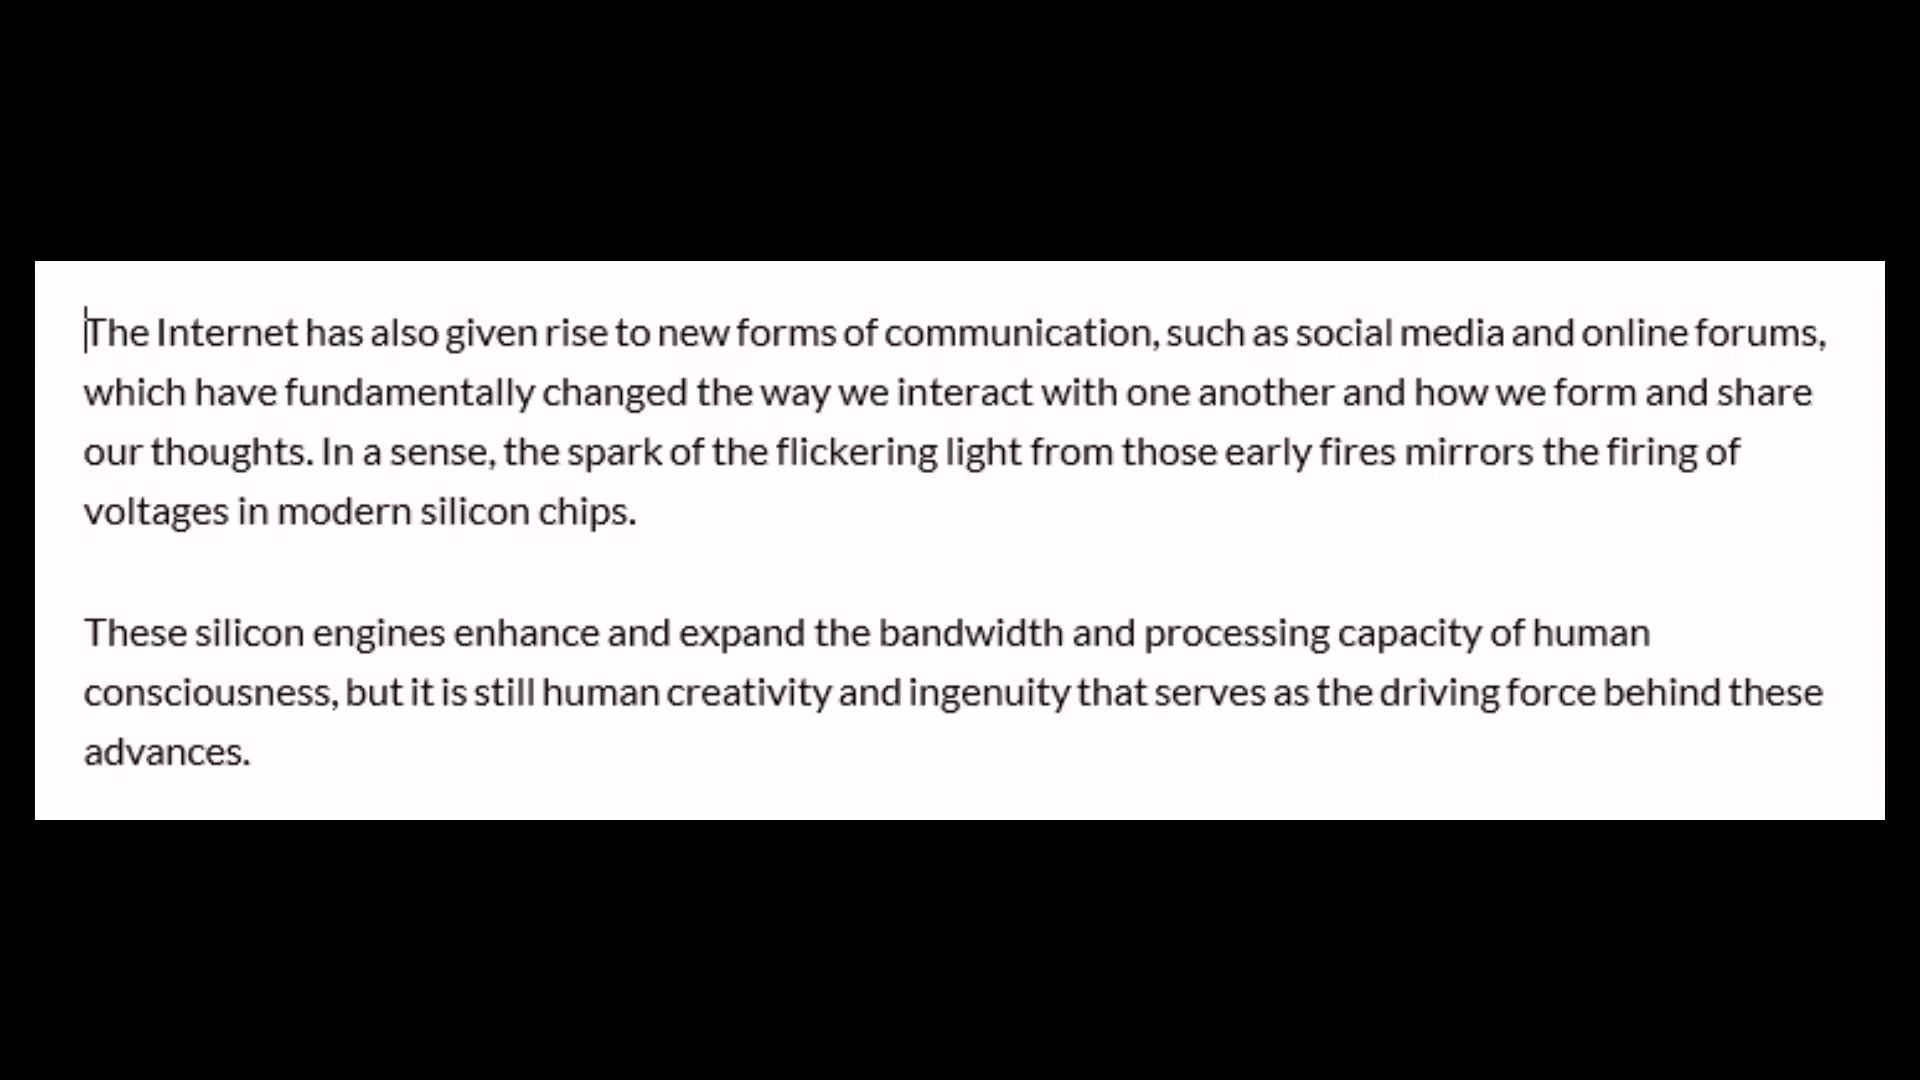 The Internet has also given rise to new forms of communication, such as social media and online forums,
which have fundamentally changed the way we interact with one another and how we form and share
our thoughts. In a sense, the spark of the flickering light from those early fires mirrors the firing of
voltages in modern silicon chips.
These silicon engines enhance and expand the bandwidth and processing capacity of human
consciousness, but it is still human creativity and ingenuity that serves as the driving force behind these
advances.